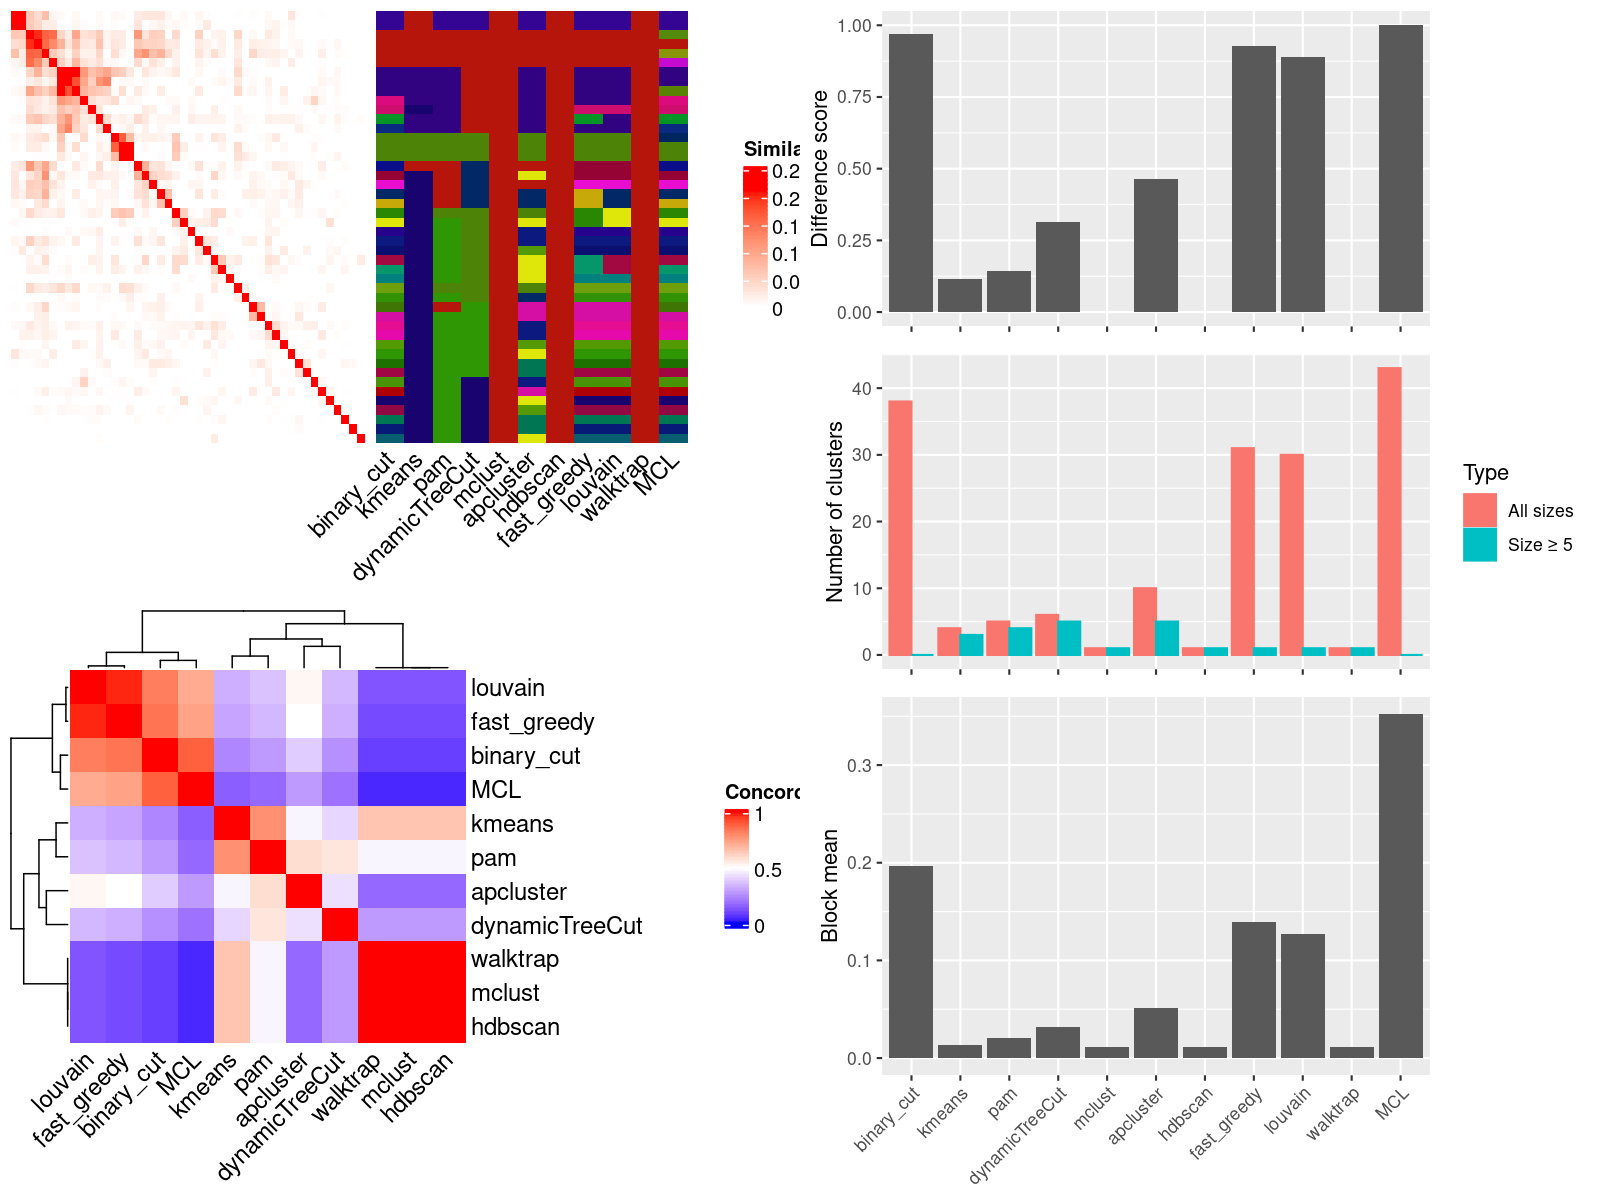 Simila
0.2
0.2
0.1
0.1
0.0
0
binary_cut
kmeans
pam
dynamicTreeCut
mclust
apcluster
hdbscan
fast_greedy
louvain
walktrap
MCL
Difference score
1.00
0.75
0.50
0.25
0.00
Number of clusters
40
30
20
10
0
Type
All sizes
Size ≥ 5
louvain
fast_greedy
binary_cut
MCL
kmeans
pam
apcluster
dynamicTreeCut
walktrap
mclust
hdbscan
louvain
fast_greedy
binary_cut
MCL
kmeans
pam
apcluster
dynamicTreeCut
walktrap
mclust
hdbscan
Concord
1
0.5
0
Block mean
0.3
0.2
0.1
0.0
binary_cut
kmeans
pam
dynamicTreeCut
mclust
apcluster
hdbscan
fast_greedy
louvain
walktrap
MCL